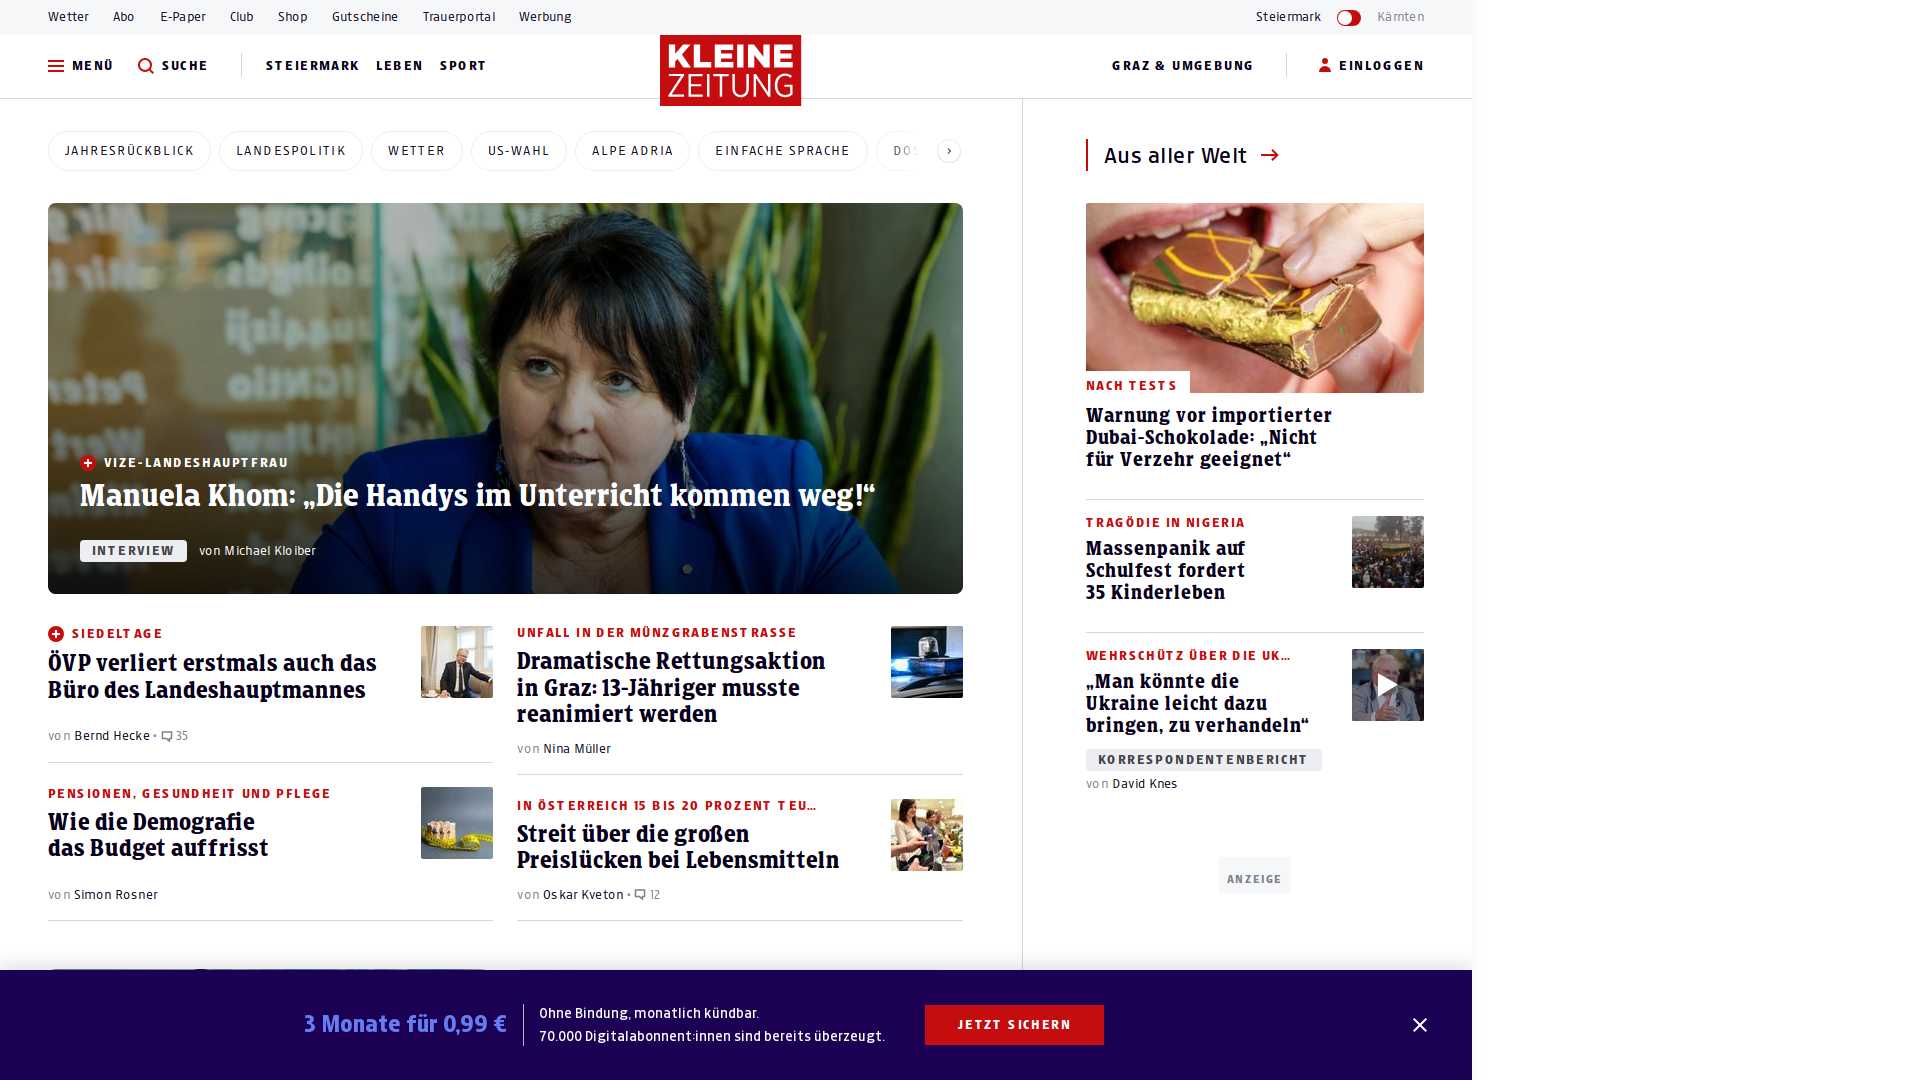 Wetter Abo E-Paper Club Shop Gutscheine Trauerportal Werbung Steiermark Kärnten
MENÜ SUCHE STEIERMARK LEBEN SPORT
KLEINE
ZEITUNG
GRAZ & UMGEBUNG EINLOGGEN
JAHRESRÜCKBLICK LANDESPOLITIK WETTER US-WAHL ALPE ADRIA EINFACHE SPRACHE
VIZE-LANDESHAUPTFRAU
Manuela Khom: „Die Handys im Unterricht kommen weg!“
INTERVIEW von Michael Kloiber
SIEDELTAGE
ÖVP verliert erstmals auch das
Büro des Landeshauptmannes
von Bernd Hecke • 35
UNFALL IN DER MÜNZGRABENSTRASSE
Dramatische Rettungsaktion
in Graz: 13-Jähriger musste
reanimiert werden
von Nina Müller
PENSIONEN, GESUNDHEIT UND PFLEGE
Wie die Demografie
das Budget auffrisst
von Simon Rosner
IN ÖSTERREICH 15 BIS 20 PROZENT TEU…
Streit über die großen
Preislücken bei Lebensmitteln
von Oskar Kveton • 12
Aus aller Welt
NACH TESTS
Warnung vor importierter
Dubai-Schokolade: „Nicht
für Verzehr geeignet“
TRAGÖDIE IN NIGERIA
Massenpanik auf
Schulfest fordert
35 Kinderleben
WEHRSCHÜTZ ÜBER DIE UK…
„Man könnte die
Ukraine leicht dazu
bringen, zu verhandeln“
KORRESPONDENTENBERICHT
von David Knes
ANZEIGE
3 Monate für 0,99 €
Ohne Bindung, monatlich kündbar.
70.000 Digitalabonnent:innen sind bereits überzeugt.
JETZT SICHERN